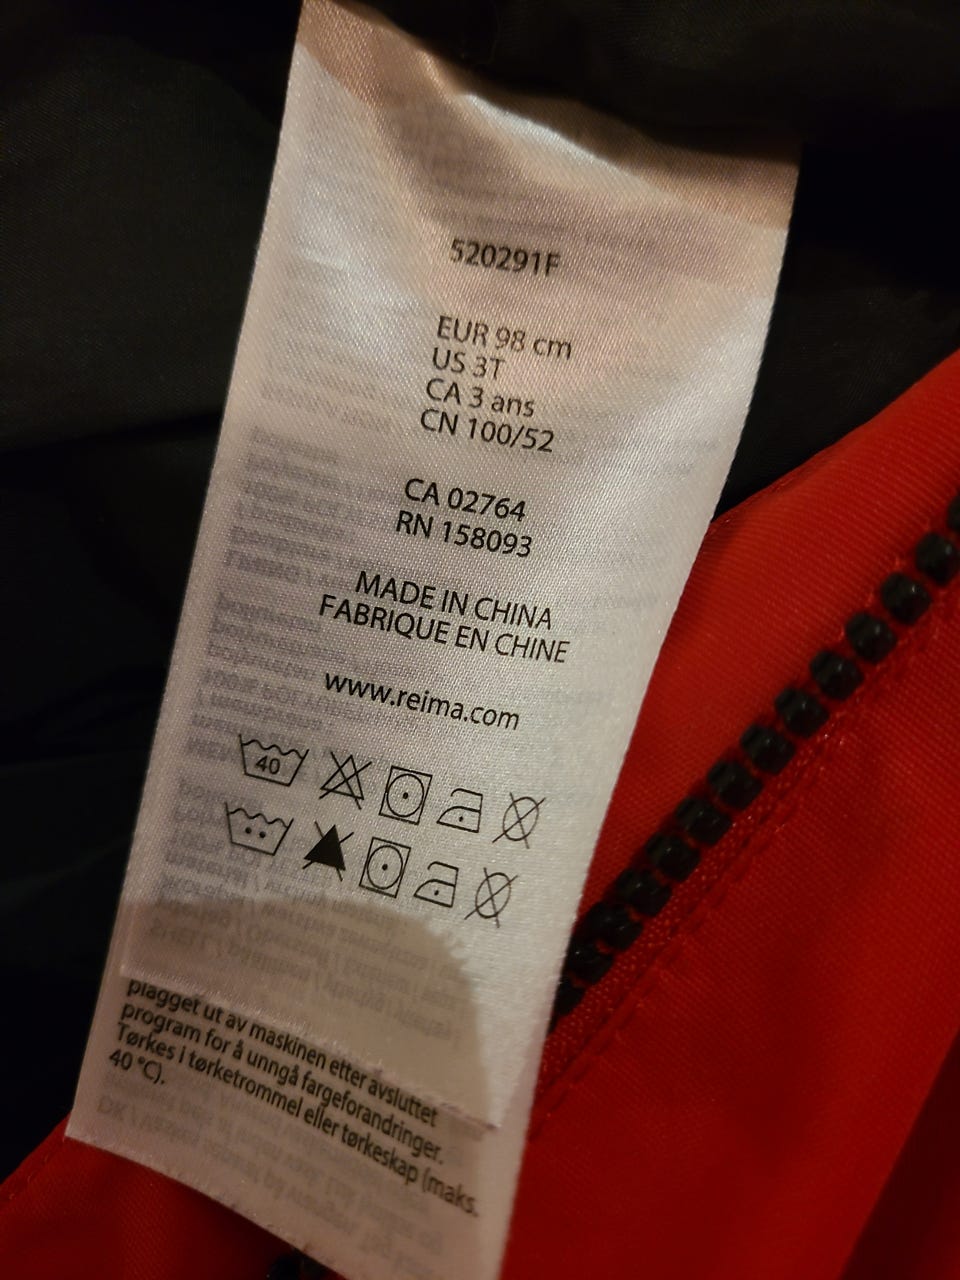 520291F
EUR 98 cm
US 3T
CA 3 ans
CN 100/52
CA 02764
RN 158093
MADE IN CHINA
FABRIQUE EN CHINE
www.reima.com
40
plagget ut av maskinen etter avsluttet
program for å unngå fargeforandringer.
Tørkes i tørketrommel eller tørkeskap (maks.
40 °C).